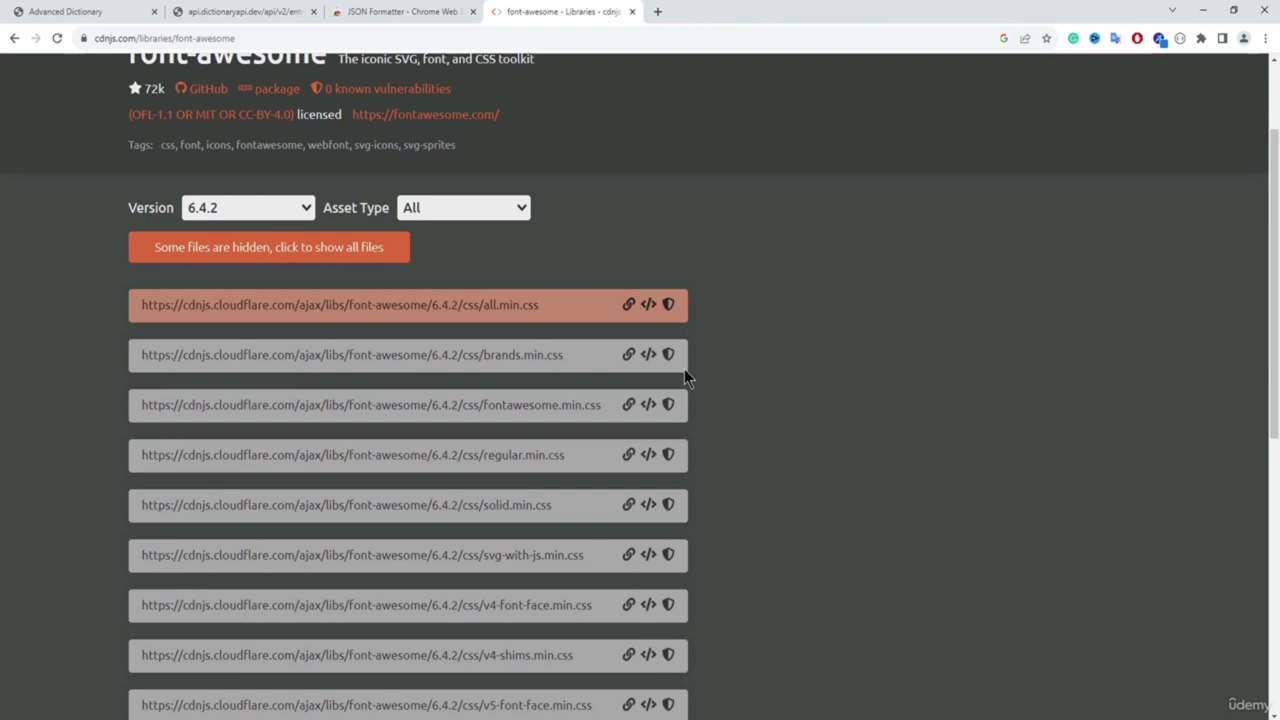 Advanced Dictionary
api.dictionaryapi.dev/api/v2/entr
JSON Formatter - Chrome Web S
font-awesome - Libraries - cdnjs
cdnjs.com/libraries/font-awesome
font-awesome The iconic SVG, font, and CSS toolkit
72k GitHub package 0 known vulnerabilities
(OFL-1.1 OR MIT OR CC-BY-4.0) licensed https://fontawesome.com/
Tags: css, font, icons, fontawesome, webfont, svg-icons, svg-sprites
Version 6.4.2 Asset Type All
Some files are hidden, click to show all files
https://cdnjs.cloudflare.com/ajax/libs/font-awesome/6.4.2/css/all.min.css
https://cdnjs.cloudflare.com/ajax/libs/font-awesome/6.4.2/css/brands.min.css
https://cdnjs.cloudflare.com/ajax/libs/font-awesome/6.4.2/css/fontawesome.min.css
https://cdnjs.cloudflare.com/ajax/libs/font-awesome/6.4.2/css/regular.min.css
https://cdnjs.cloudflare.com/ajax/libs/font-awesome/6.4.2/css/solid.min.css
https://cdnjs.cloudflare.com/ajax/libs/font-awesome/6.4.2/css/svg-with-js.min.css
https://cdnjs.cloudflare.com/ajax/libs/font-awesome/6.4.2/css/v4-font-face.min.css
https://cdnjs.cloudflare.com/ajax/libs/font-awesome/6.4.2/css/v4-shims.min.css
https://cdnjs.cloudflare.com/ajax/libs/font-awesome/6.4.2/css/v5-font-face.min.css
ûdemy